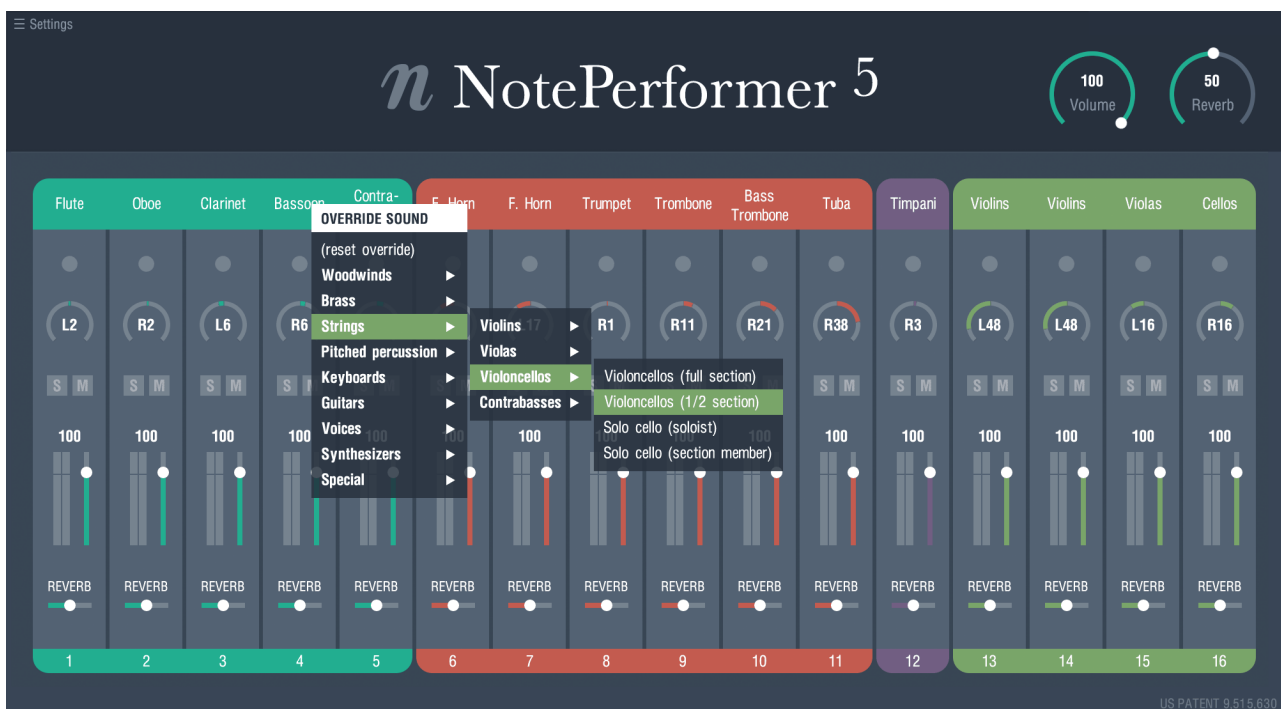 ☰ Settings
n NotePerformer 5
100
Volume
50
Reverb
Flute
Oboe
Clarinet
Bassoon
Contra-
F. Horn
F. Horn
Trumpet
Trombone
Bass
Trombone
Tuba
Timpani
Violins
Violins
Violas
Cellos
OVERRIDE SOUND
(reset override)
Woodwinds
Brass
Strings
Pitched percussion
Keyboards
Guitars
Voices
Synthesizers
Special
Violins
Violas
Violoncellos
Contrabasses
Violoncellos (full section)
Violoncellos (1/2 section)
Solo cello (soloist)
Solo cello (section member)
L2 R2 L6 R6 L17 R1 R11 R21 R38 R3 L48 L48 L16 R16
S M S M S M S S M S M S M S M S M S M
100 100 100 100 100 100 100 100 100 100 100 100 100 100 100
REVERB REVERB REVERB REVERB REVERB REVERB REVERB REVERB REVERB REVERB REVERB REVERB REVERB REVERB REVERB REVERB
1 2 3 4 5 6 7 8 9 10 11 12 13 14 15 16
US PATENT 9,515,630